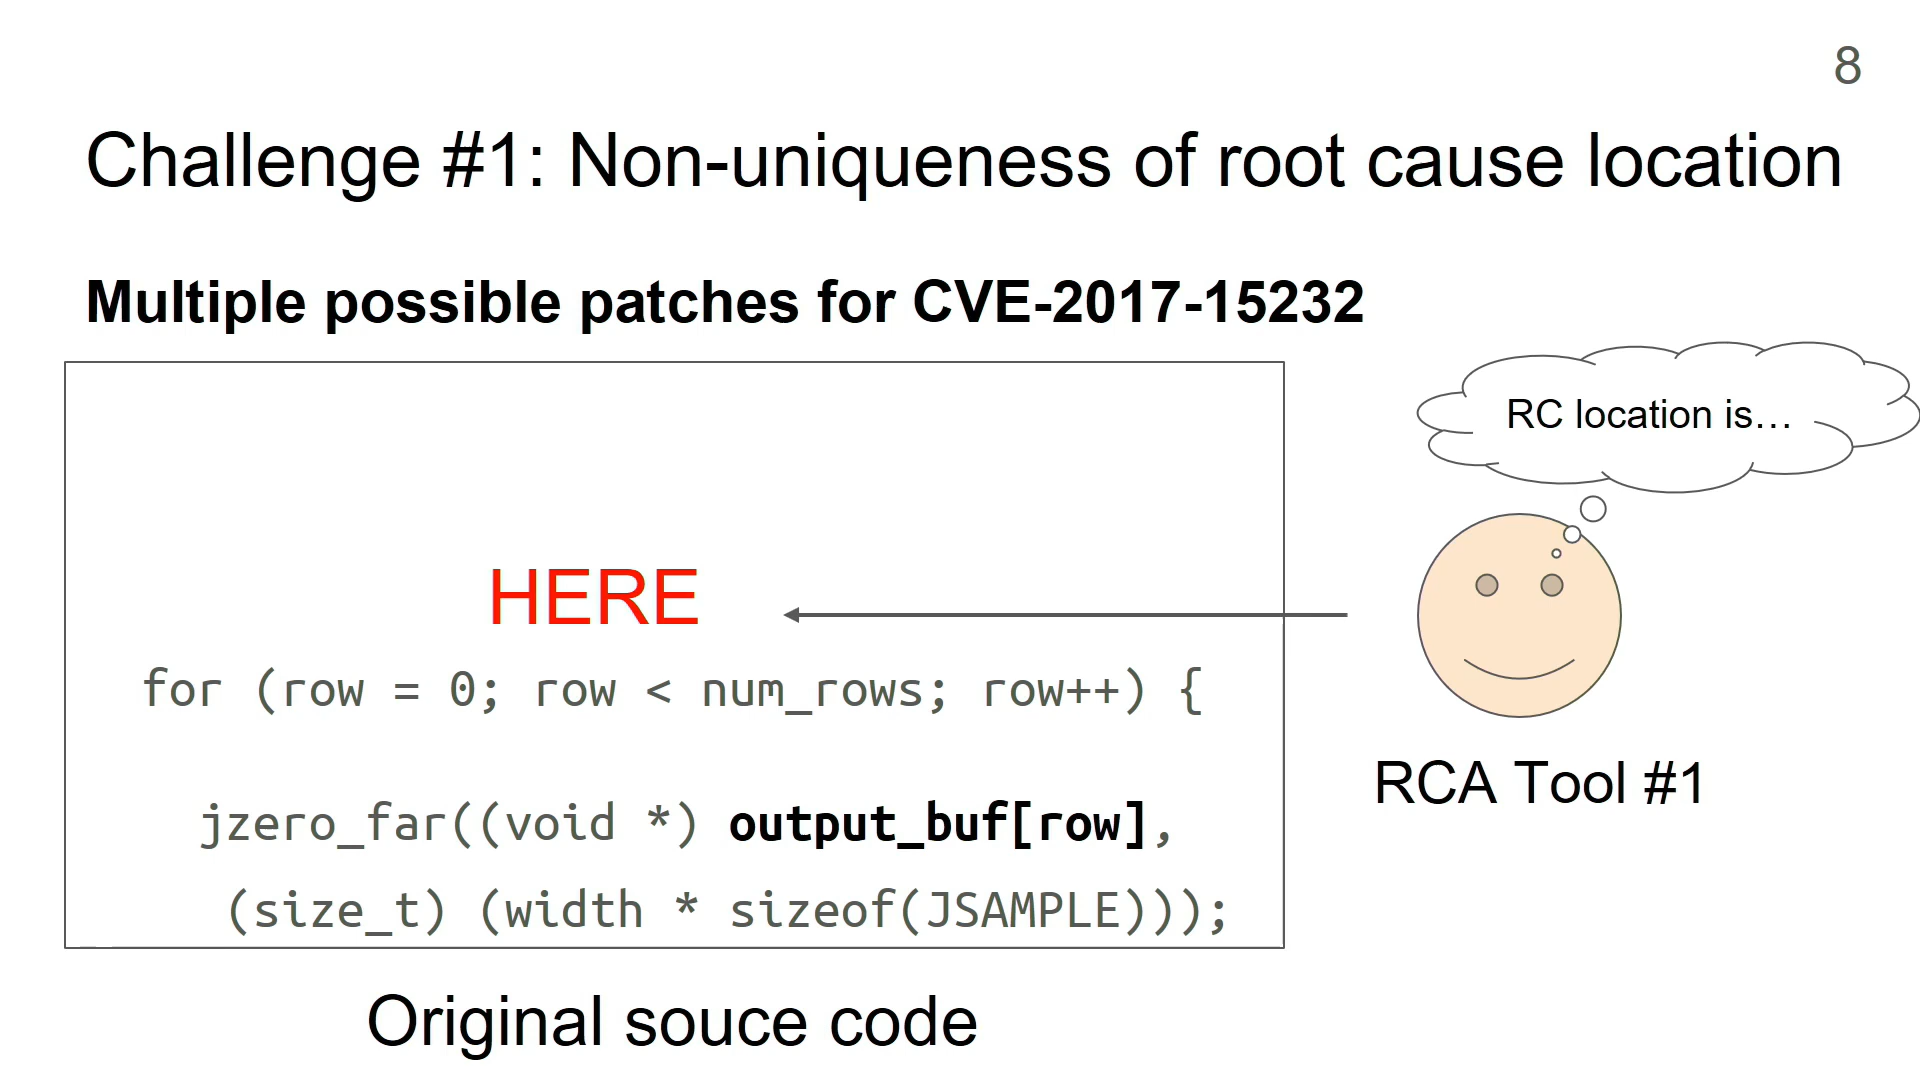 8
Challenge #1: Non-uniqueness of root cause location
Multiple possible patches for CVE-2017-15232
RC location is…
HERE
for (row = 0; row < num_rows; row++) {
jzero_far((void *) output_buf[row],
(size_t) (width * sizeof(JSAMPLE)));
RCA Tool #1
Original souce code